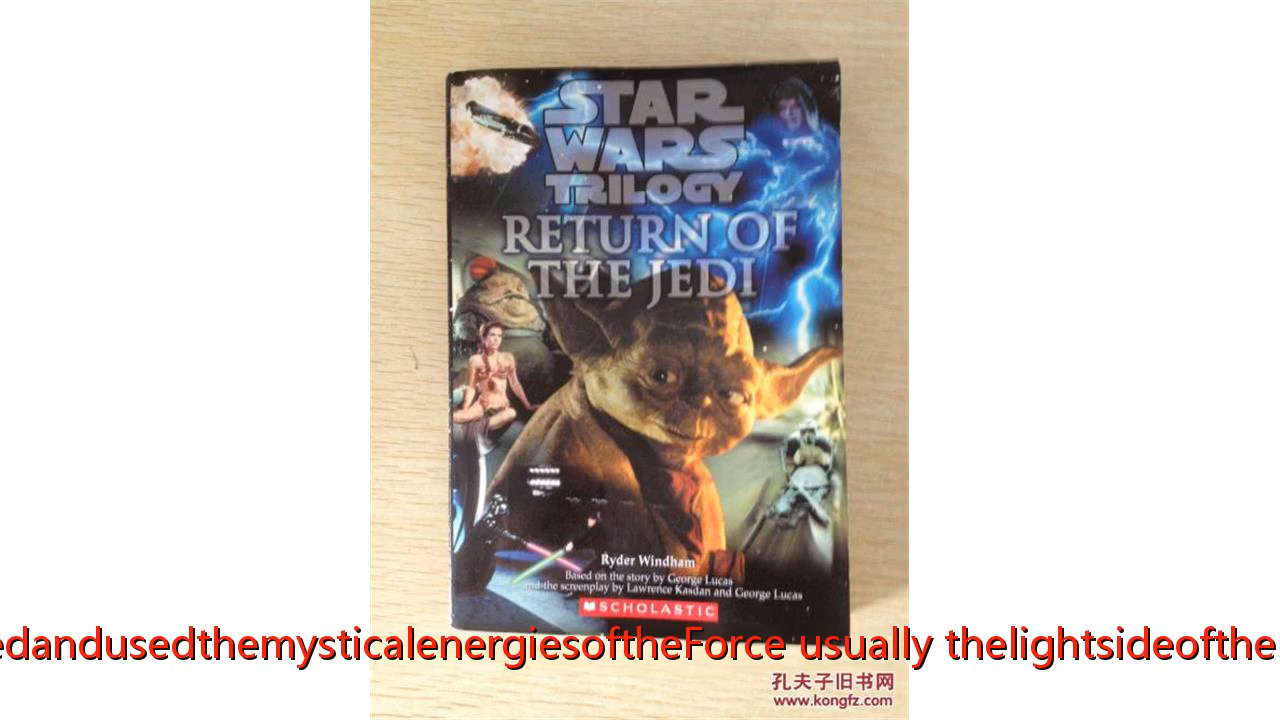 STAR
WARS
TRILOGY
RETURN OF
THE JEDI
Ryder Windham
Based on the story by George Lucas
and the screenplay by Lawrence Kasdan and George Lucas
SCHOLASTIC
edandusedthemysticalenergiesoftheForce usually thelightsideofthe
孔夫子旧书网
www.kongfz.com